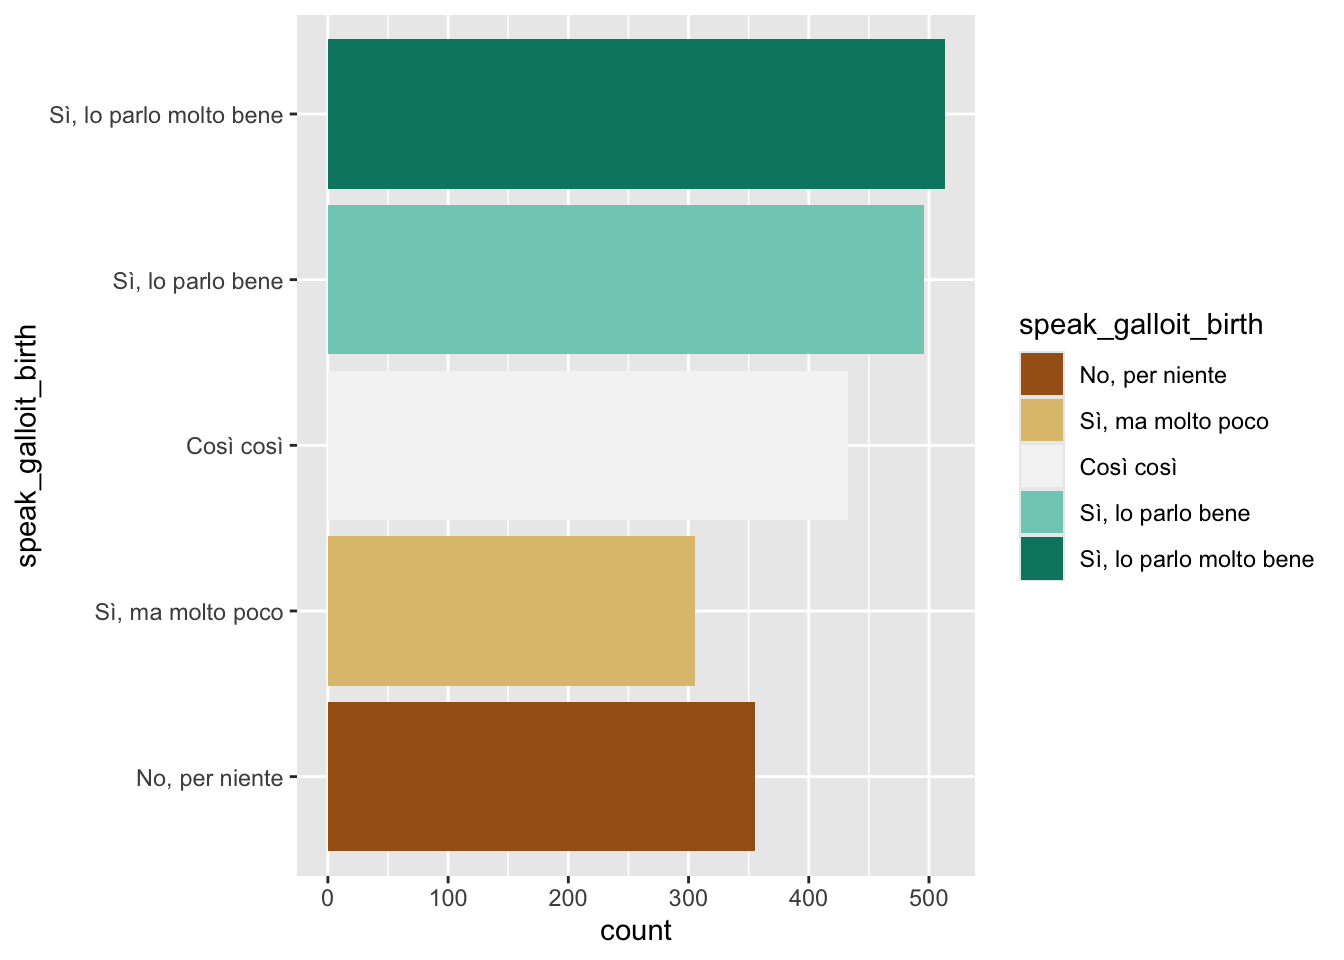 speak_galloit_birth
Sì, lo parlo molto bene
Sì, lo parlo bene
Così così
Sì, ma molto poco
No, per niente
0 100 200 300 400 500
count
speak_galloit_birth
No, per niente
Sì, ma molto poco
Così così
Sì, lo parlo bene
Sì, lo parlo molto bene